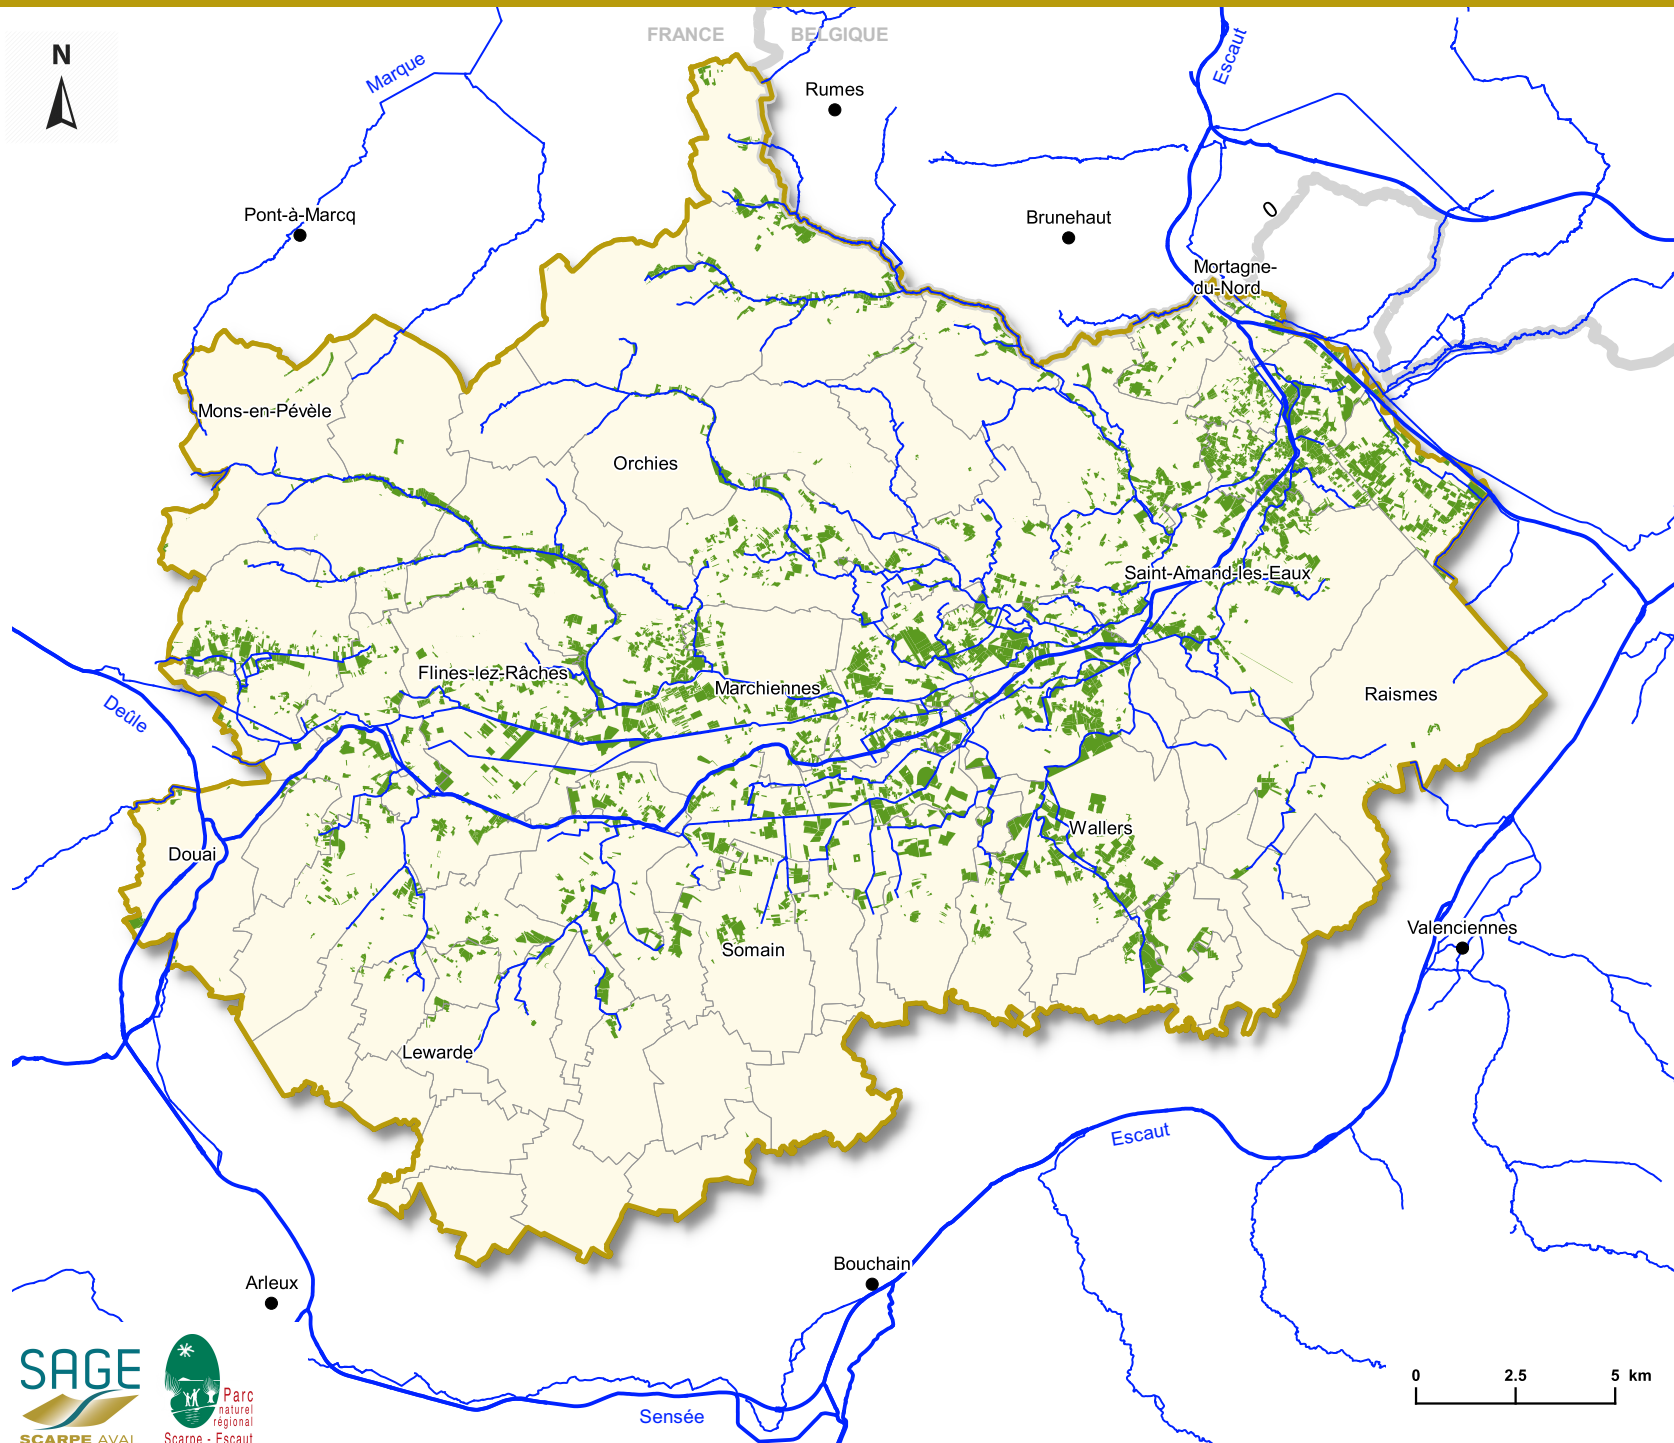 FRANCE
BELGIQUE
N
Marque
Escaut
Rumes
Pont-à-Marcq
Brunehaut
0
Mortagne-
du-Nord
Mons-en-Pévèle
Orchies
Saint-Amand-les-Eaux
Flines-lez-Râches
Marchiennes
Raismes
Deûle
Wallers
Douai
Valenciennes
Somain
Lewarde
Escaut
Bouchain
Arleux
Sensée
0 2.5 5 km
SAGE
SCARPE AVAL
Parc
naturel
régional
Scarpe - Escaut